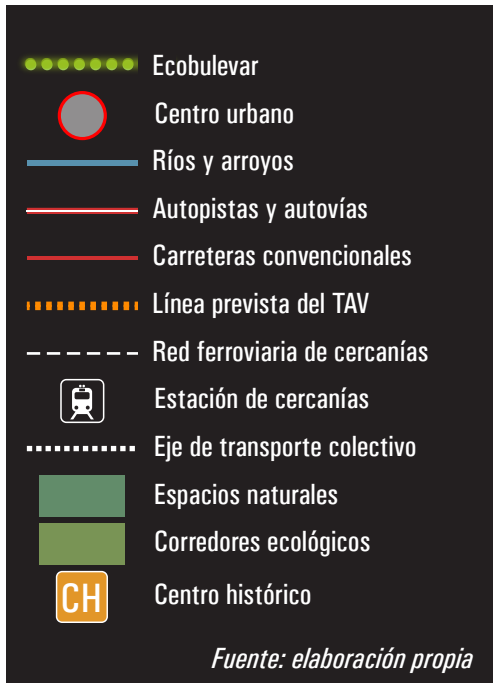 Ecobulevar
Centro urbano
Ríos y arroyos
Autopistas y autovías
Carreteras convencionales
Línea prevista del TAV
Red ferroviaria de cercanías
Estación de cercanías
Eje de transporte colectivo
Espacios naturales
Corredores ecológicos
CH Centro histórico
Fuente: elaboración propia